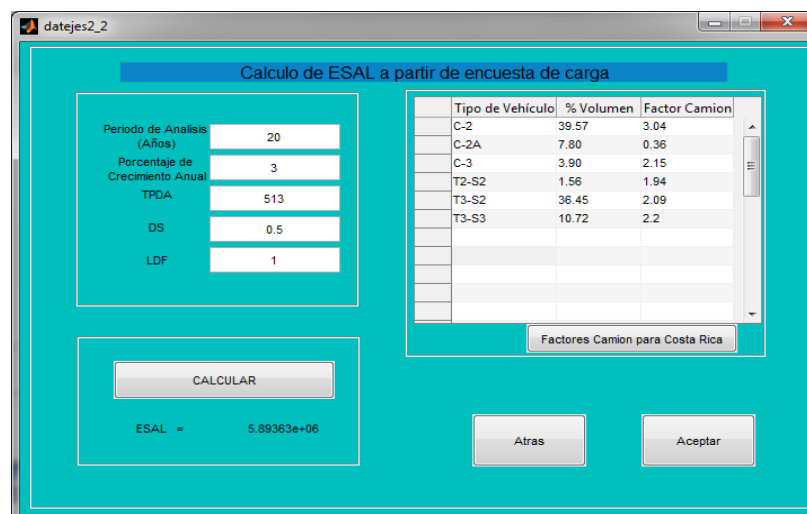 datejes2_2
Calculo de ESAL a partir de encuesta de carga
Periodo de Analisis
(Años)
20
Porcentaje de
Crecimiento Anual
3
TPDA
513
DS
0.5
LDF
1
Tipo de Vehículo % Volumen Factor Camion
C-2 39.57 3.04
C-2A 7.80 0.36
C-3 3.90 2.15
T2-S2 1.56 1.94
T3-S2 36.45 2.09
T3-S3 10.72 2.2
Factores Camion para Costa Rica
CALCULAR
ESAL = 5.89363e+06
Atras
Aceptar